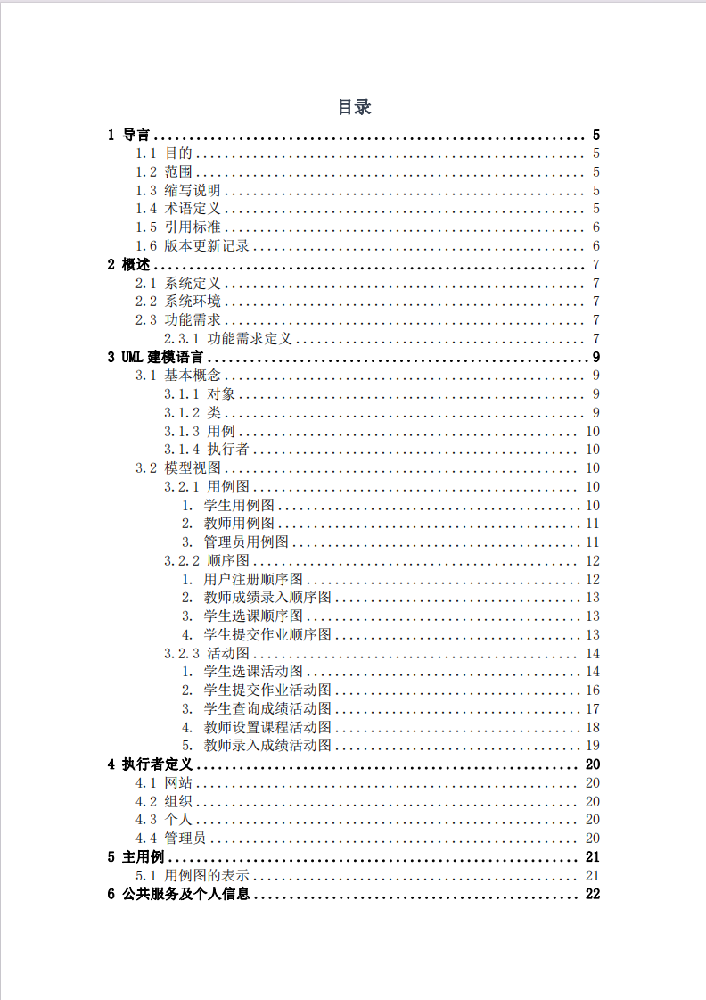 目录
1 导言............................................................. 5
1.1 目的....................................................... 5
1.2 范围....................................................... 5
1.3 缩写说明................................................... 5
1.4 术语定义................................................... 5
1.5 引用标准................................................... 6
1.6 版本更新记录............................................... 6
2 概述............................................................. 7
2.1 系统定义................................................... 7
2.2 系统环境................................................... 7
2.3 功能需求................................................... 7
2.3.1 功能需求定义......................................... 7
3 UML建模语言...................................................... 9
3.1 基本概念................................................... 9
3.1.1 对象................................................. 9
3.1.2 类................................................... 9
3.1.3 用例................................................ 10
3.1.4 执行者.............................................. 10
3.2 模型视图.................................................. 10
3.2.1 用例图.............................................. 10
1. 学生用例图........................................... 10
2. 教师用例图........................................... 11
3. 管理员用例图......................................... 11
3.2.2 顺序图.............................................. 12
1. 用户注册顺序图....................................... 12
2. 教师成绩录入顺序图................................... 13
3. 学生选课顺序图....................................... 13
4. 学生提交作业顺序图................................... 13
3.2.3 活动图.............................................. 14
1. 学生选课活动图....................................... 14
2. 学生提交作业活动图................................... 16
3. 学生查询成绩活动图................................... 17
4. 教师设置课程活动图................................... 18
5. 教师录入成绩活动图................................... 19
4 执行者定义...................................................... 20
4.1 网站...................................................... 20
4.2 组织...................................................... 20
4.3 个人...................................................... 20
4.4 管理员.................................................... 20
5 主用例.......................................................... 21
5.1 用例图的表示.............................................. 21
6 公共服务及个人信息.............................................. 22